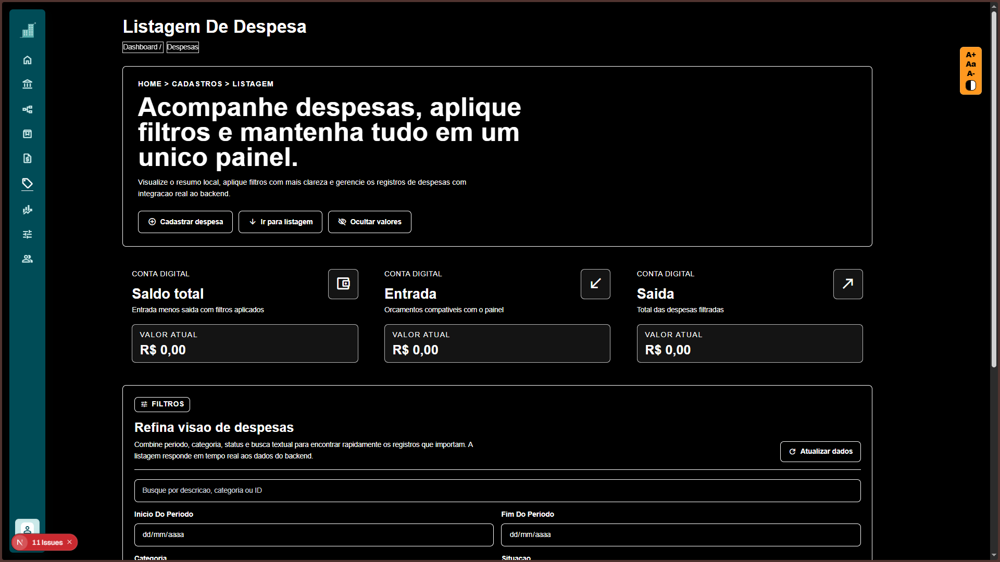 Listagem De Despesa
Dashboard / Despesas
A+
Aa
A-
HOME > CADASTROS > LISTAGEM
Acompanhe despesas, aplique
filtros e mantenha tudo em um
unico painel.
Visualize o resumo local, aplique filtros com mais clareza e gerencie os registros de despesas com
integracao real ao backend.
Cadastrar despesa
Ir para listagem
Ocultar valores
CONTA DIGITAL
Saldo total
Entrada menos saida com filtros aplicados
VALOR ATUAL
R$ 0,00
CONTA DIGITAL
Entrada
Orcamentos compativeis com o painel
VALOR ATUAL
R$ 0,00
CONTA DIGITAL
Saida
Total das despesas filtradas
VALOR ATUAL
R$ 0,00
FILTROS
Refina visao de despesas
Combine periodo, categoria, status e busca textual para encontrar rapidamente os registros que importam. A
listagem responde em tempo real aos dados do backend.
Atualizar dados
Busque por descricao, categoria ou ID
Inicio Do Periodo
dd/mm/aaaa
Fim Do Periodo
dd/mm/aaaa
Categoria
Situacao
N 11 Issues ×